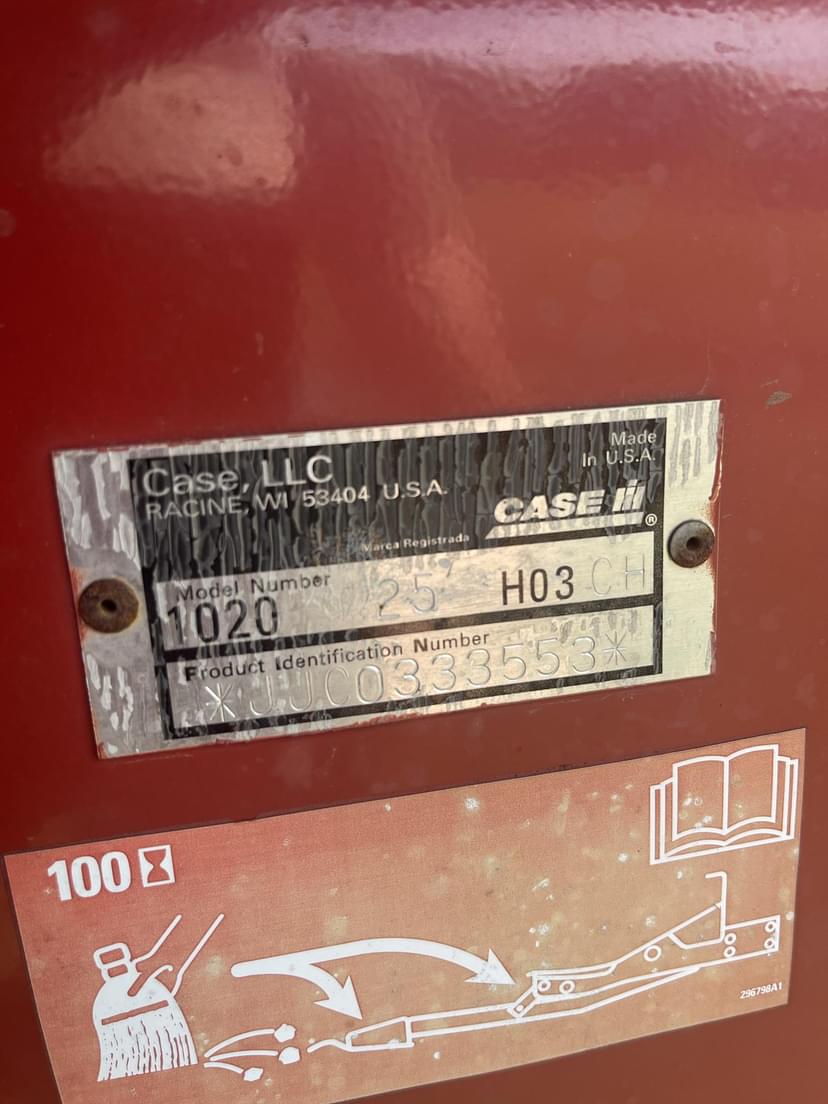 Case, LLC
RACINE, WI 53404 U.S.A.
Made
In U.S.A.
CASE IH®
Marca Registrada
Model Number
1020 25' H03 CH
Product Identification Number
*JJC0333553*
100
296798A1